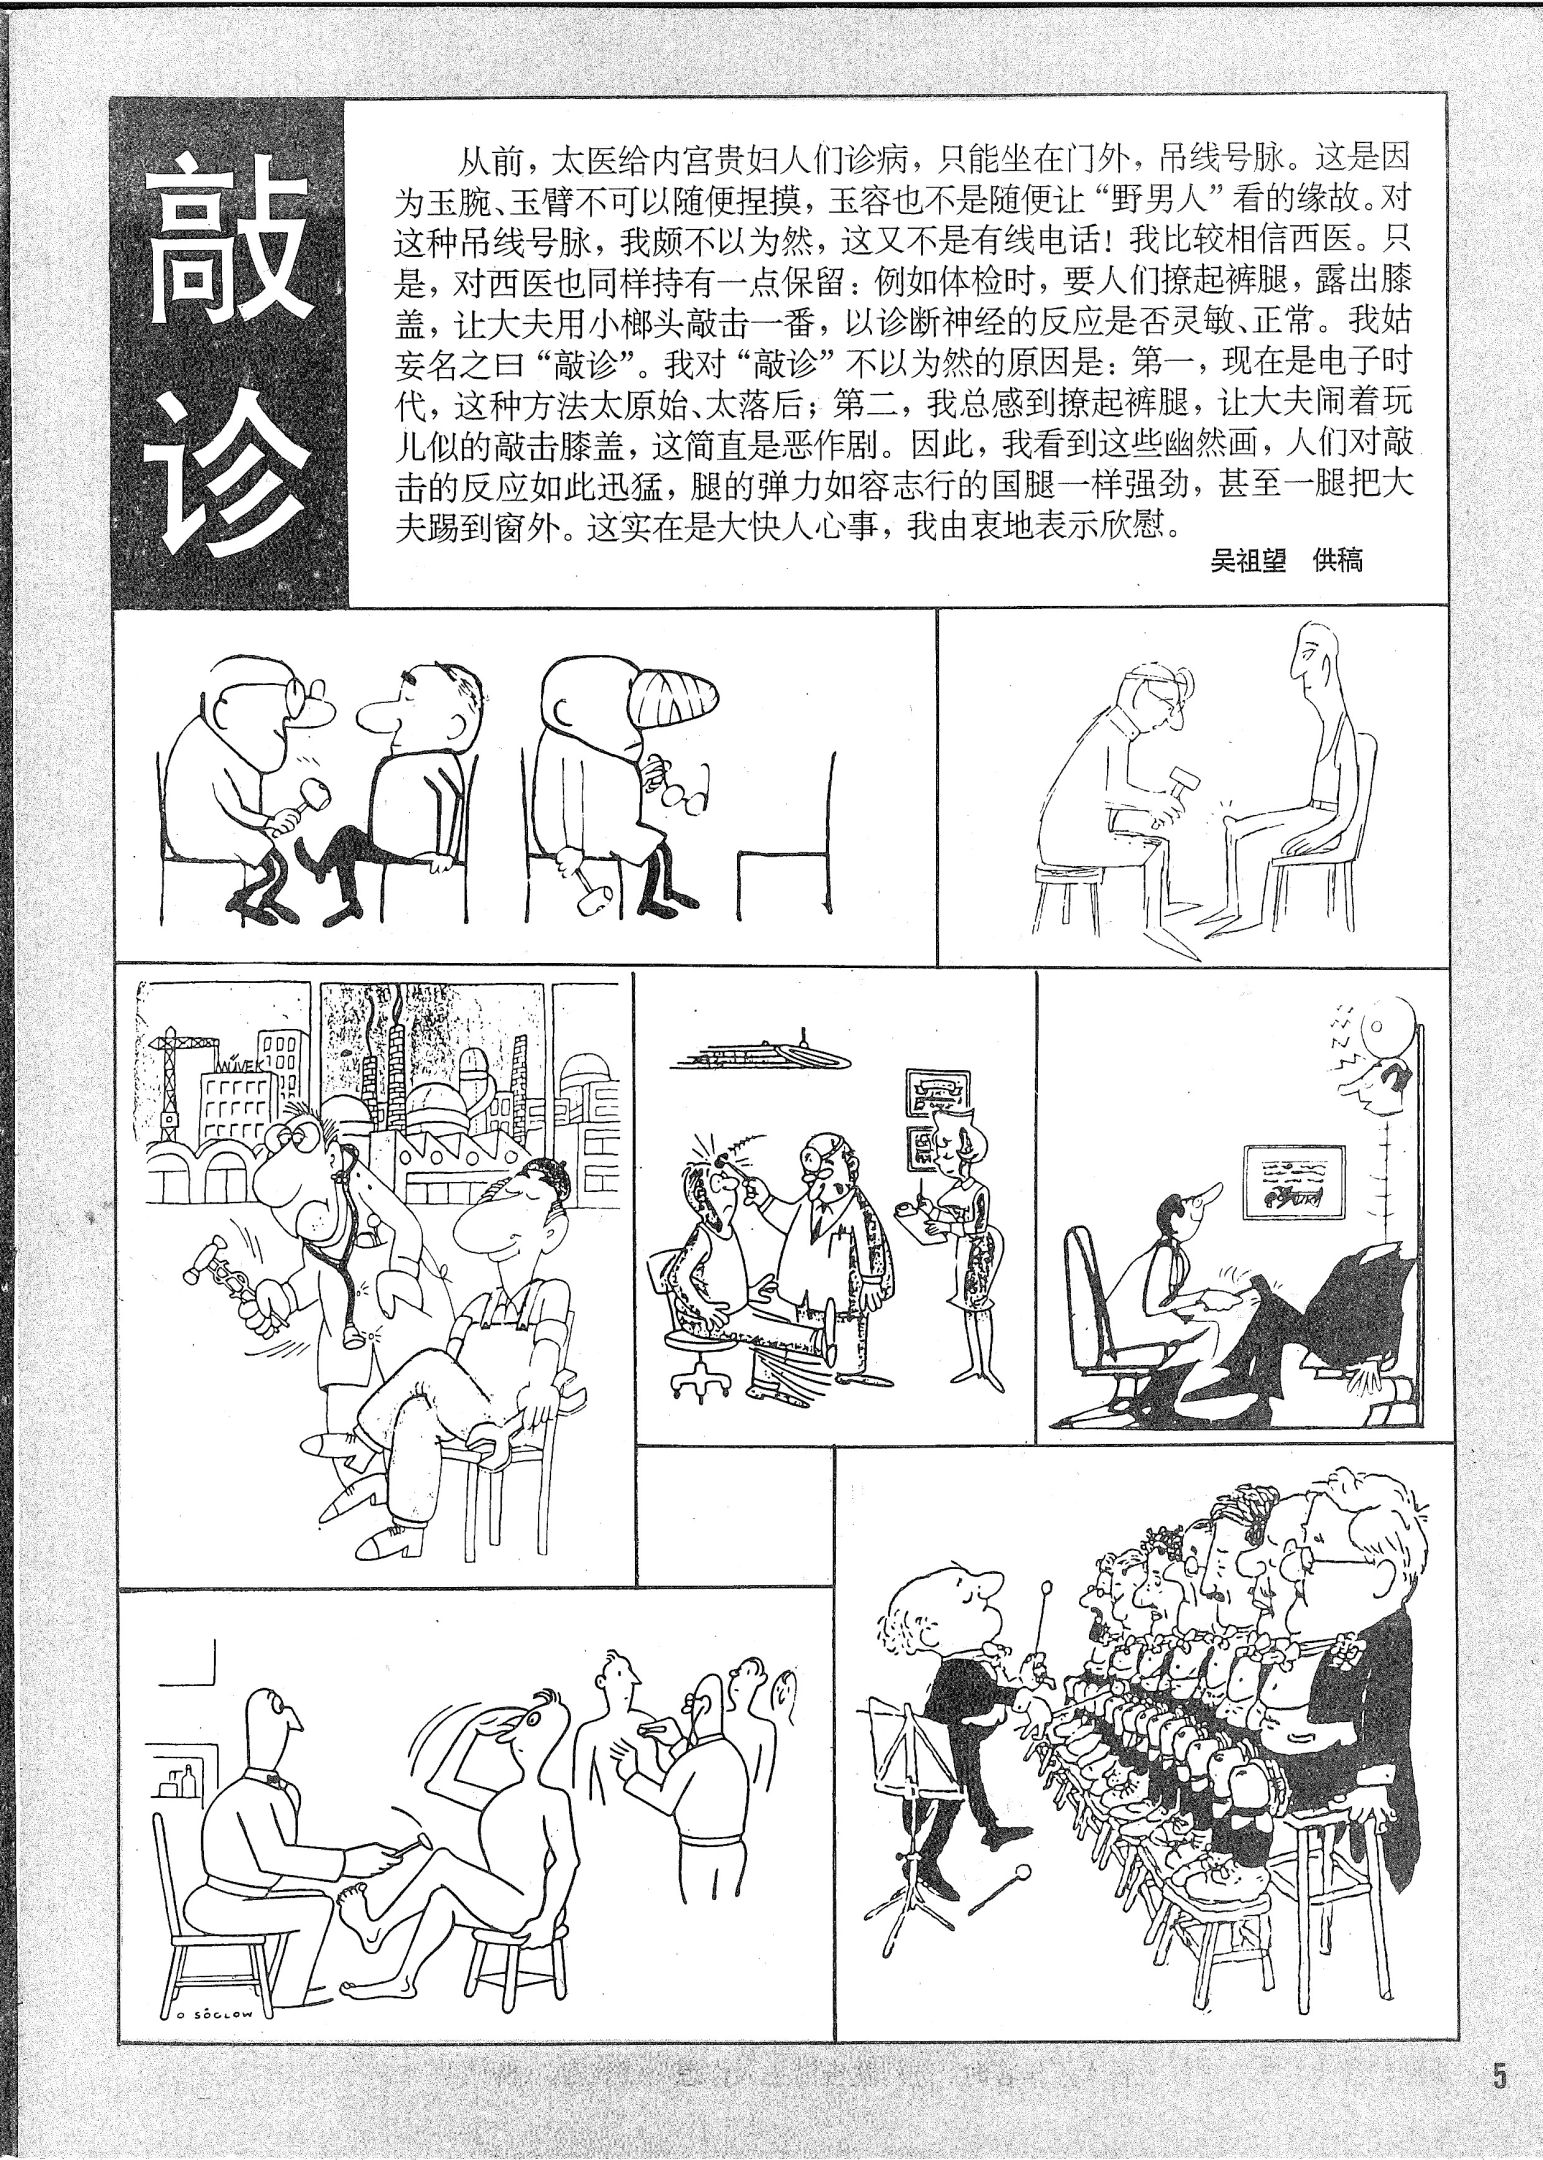 敲诊
从前，太医给内宫贵妇人们诊病，只能坐在门外，吊线号脉。这是因
为玉腕、玉臂不可以随便捏摸，玉容也不是随便让“野男人”看的缘故。对
这种吊线号脉，我颇不以为然，这又不是有线电话！我比较相信西医。只
是，对西医也同样持有一点保留：例如体检时，要人们撩起裤腿，露出膝
盖，让大夫用小榔头敲击一番，以诊断神经的反应是否灵敏、正常。我姑
妄名之曰“敲诊”。我对“敲诊”不以为然的原因是：第一，现在是电子时
代，这种方法太原始、太落后；第二，我总感到撩起裤腿，让大夫闹着玩
儿似的敲击膝盖，这简直是恶作剧。因此，我看到这些幽然画，人们对敲
击的反应如此迅猛，腿的弹力如容志行的国腿一样强劲，甚至一腿把大
夫踢到窗外。这实在是大快人心事，我由衷地表示欣慰。
吴祖望　供稿
MŰVEK
O SOGLOW
5